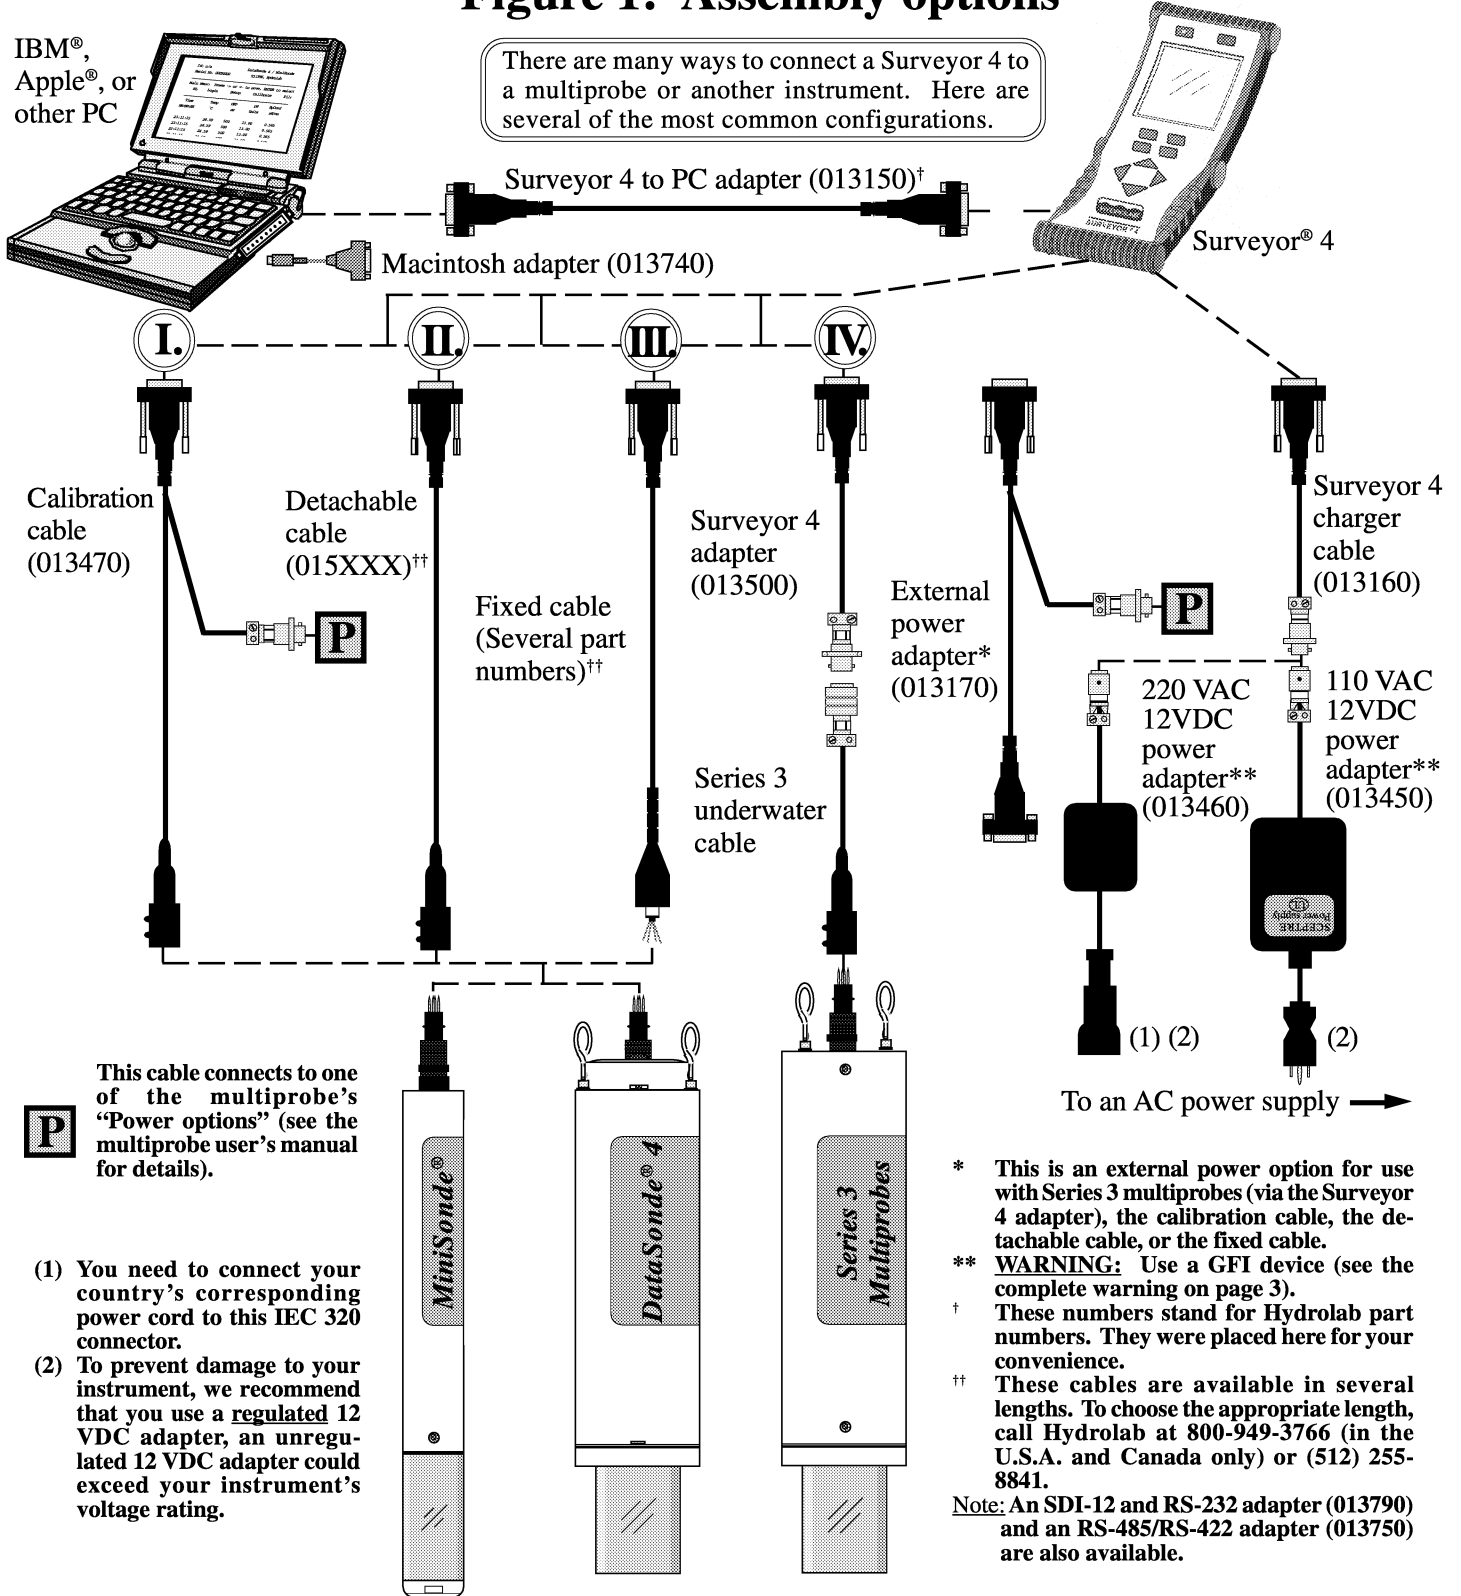 Figure 1: Assembly options
IBM®,
Apple®, or
other PC
There are many ways to connect a Surveyor 4 to
a multiprobe or another instrument. Here are
several of the most common configurations.
Surveyor 4 to PC adapter (013150)†
Macintosh adapter (013740)
SURVEYOR 4
Surveyor® 4
I.
II.
III.
IV.
Calibration
cable
(013470)
P
Detachable
cable
(015XXX)††
Fixed cable
(Several part
numbers)††
Surveyor 4
adapter
(013500)
Series 3
underwater
cable
External
power
adapter*
(013170)
P
Surveyor 4
charger
cable
(013160)
220 VAC
12VDC
power
adapter**
(013460)
110 VAC
12VDC
power
adapter**
(013450)
SCEPTRE
Power supply
UL
(1) (2)
(2)
To an AC power supply
P
This cable connects to one
of the multiprobe's
“Power options” (see the
multiprobe user's manual
for details).
(1) You need to connect your
country's corresponding
power cord to this IEC 320
connector.
(2) To prevent damage to your
instrument, we recommend
that you use a regulated 12
VDC adapter, an unregu-
lated 12 VDC adapter could
exceed your instrument's
voltage rating.
MiniSonde®
DataSonde® 4
Series 3
Multiprobes
* This is an external power option for use
with Series 3 multiprobes (via the Surveyor
4 adapter), the calibration cable, the de-
tachable cable, or the fixed cable.
** WARNING: Use a GFI device (see the
complete warning on page 3).
† These numbers stand for Hydrolab part
numbers. They were placed here for your
convenience.
†† These cables are available in several
lengths. To choose the appropriate length,
call Hydrolab at 800-949-3766 (in the
U.S.A. and Canada only) or (512) 255-
8841.
Note: An SDI-12 and RS-232 adapter (013790)
and an RS-485/RS-422 adapter (013750)
are also available.